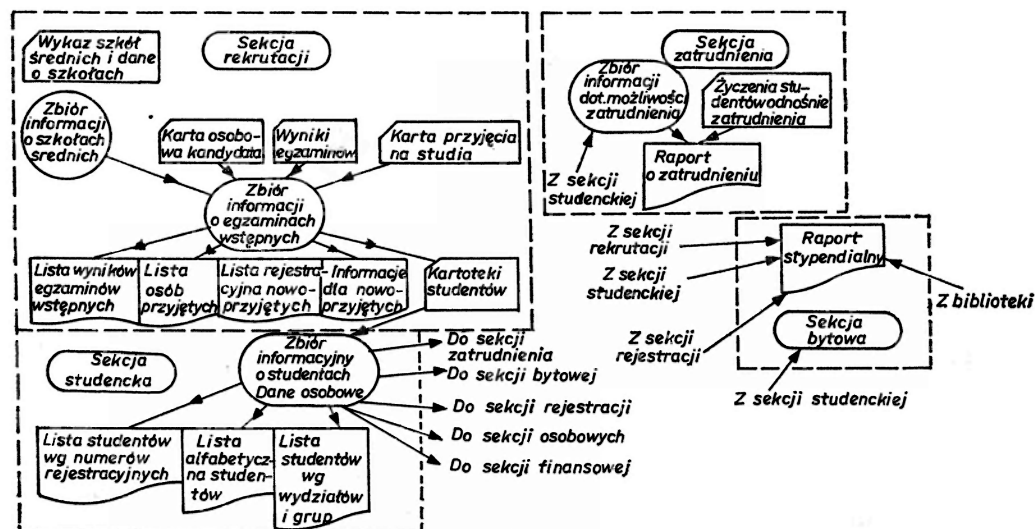 Wykaz szkół
średnich i dane
o szkołach
Sekcja
rekrutacji
Zbiór
informacji
o szkołach
średnich
Karta osobo-
wa kandydata
Wyniki
egzaminów
Karta przyjęcia
na studia
Zbiór
informacji
o egzaminach
wstępnych
Lista wyników
egzaminów
wstępnych
Lista
osób
przyjętych
Lista rejestra-
cyjna nowo-
przyjętych
Informacje
dla nowo-
przyjętych
Kartoteki
studentów
Sekcja
studencka
Zbiór
informacyjny
o studentach
Dane osobowe
Do sekcji
zatrudnienia
Do sekcji bytowej
Do sekcji rejestracji
Do sekcji osobowych
Do sekcji finansowej
Lista studentów
wg numerów
rejestracyjnych
Lista
alfabetycz-
na studen-
tów
Lista
studentów
wg
wydziałów
i grup
Sekcja
zatrudnienia
Zbiór
informacji
dot. możliwości
zatrudnienia
Życzenia stu-
dentów odnośnie
zatrudnienia
Z sekcji
studenckiej
Raport
o zatrudnieniu
Z sekcji
rekrutacji
Z sekcji
studenckiej
Z sekcji
rejestracji
Raport
stypendialny
Z biblioteki
Sekcja
bytowa
Z sekcji studenckiej